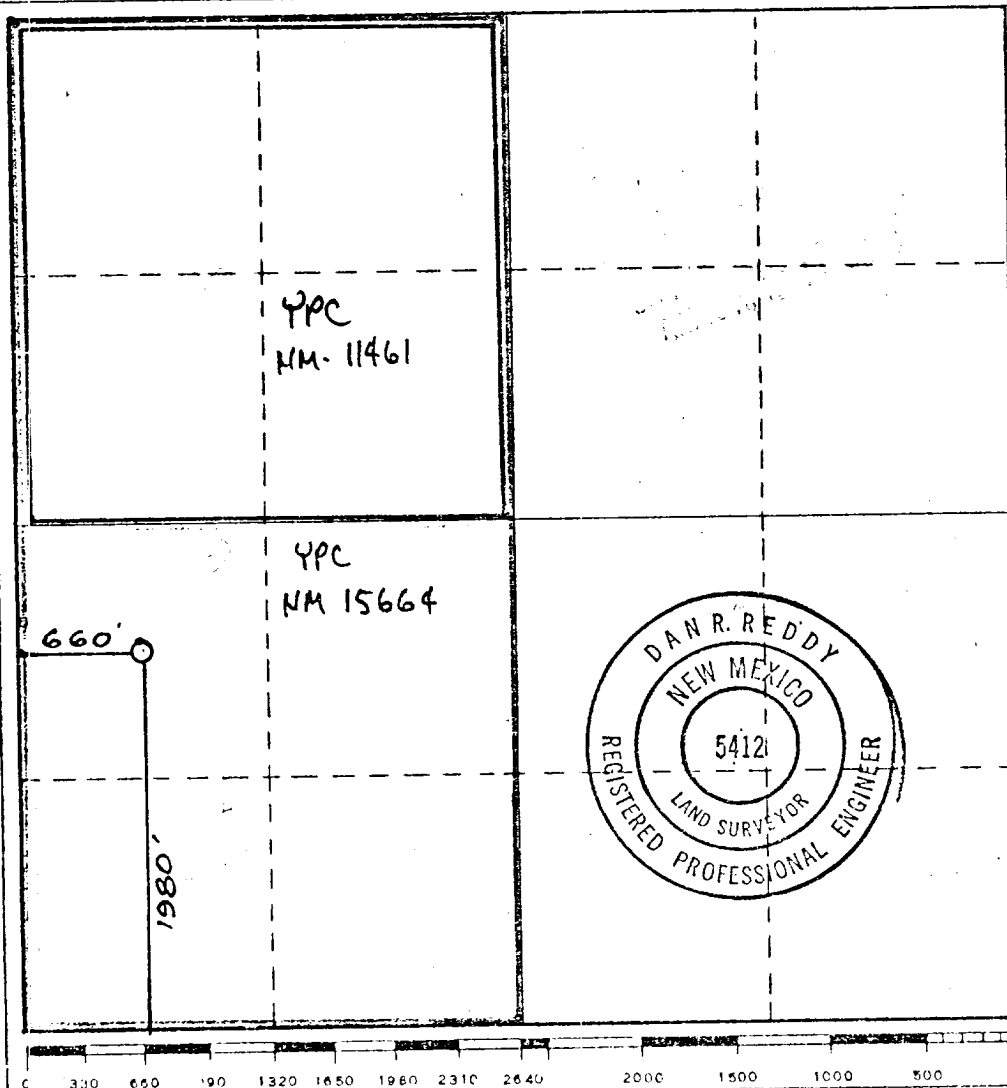 YPC
NM-11461
YPC
NM 15664
660'
1980'
DAN R. REDDY
NEW MEXICO
5412
LAND SURVEYOR
REGISTERED PROFESSIONAL ENGINEER
0 330 660 190 1320 1650 1980 2310 2640 2000 1500 1000 500